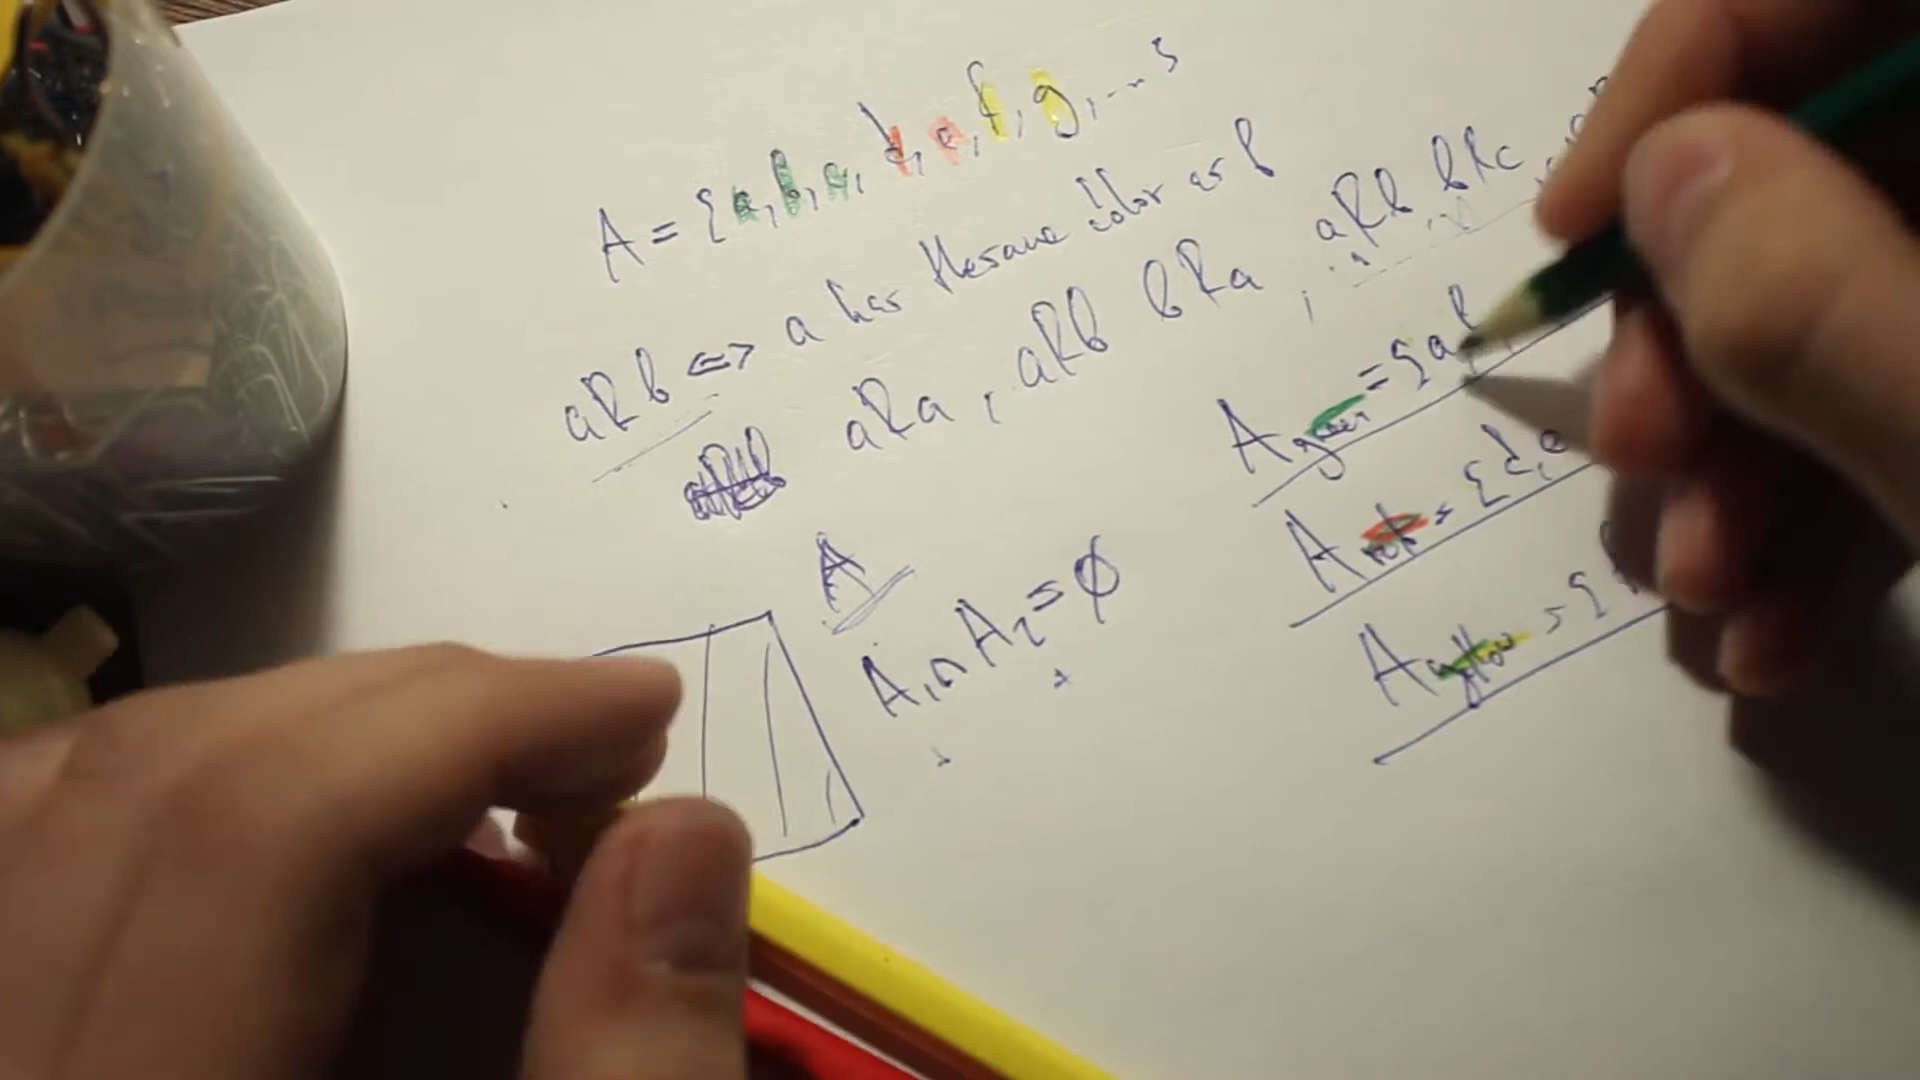 A = {a, b, c, d, e, f, g, ...}
aRb <=> a has the same color as b
aRa, aRb bRa, aRb bRc
A green = {a, b
A red = {d, e
A yellow = {
A
A₁ ∩ A₂ = ∅